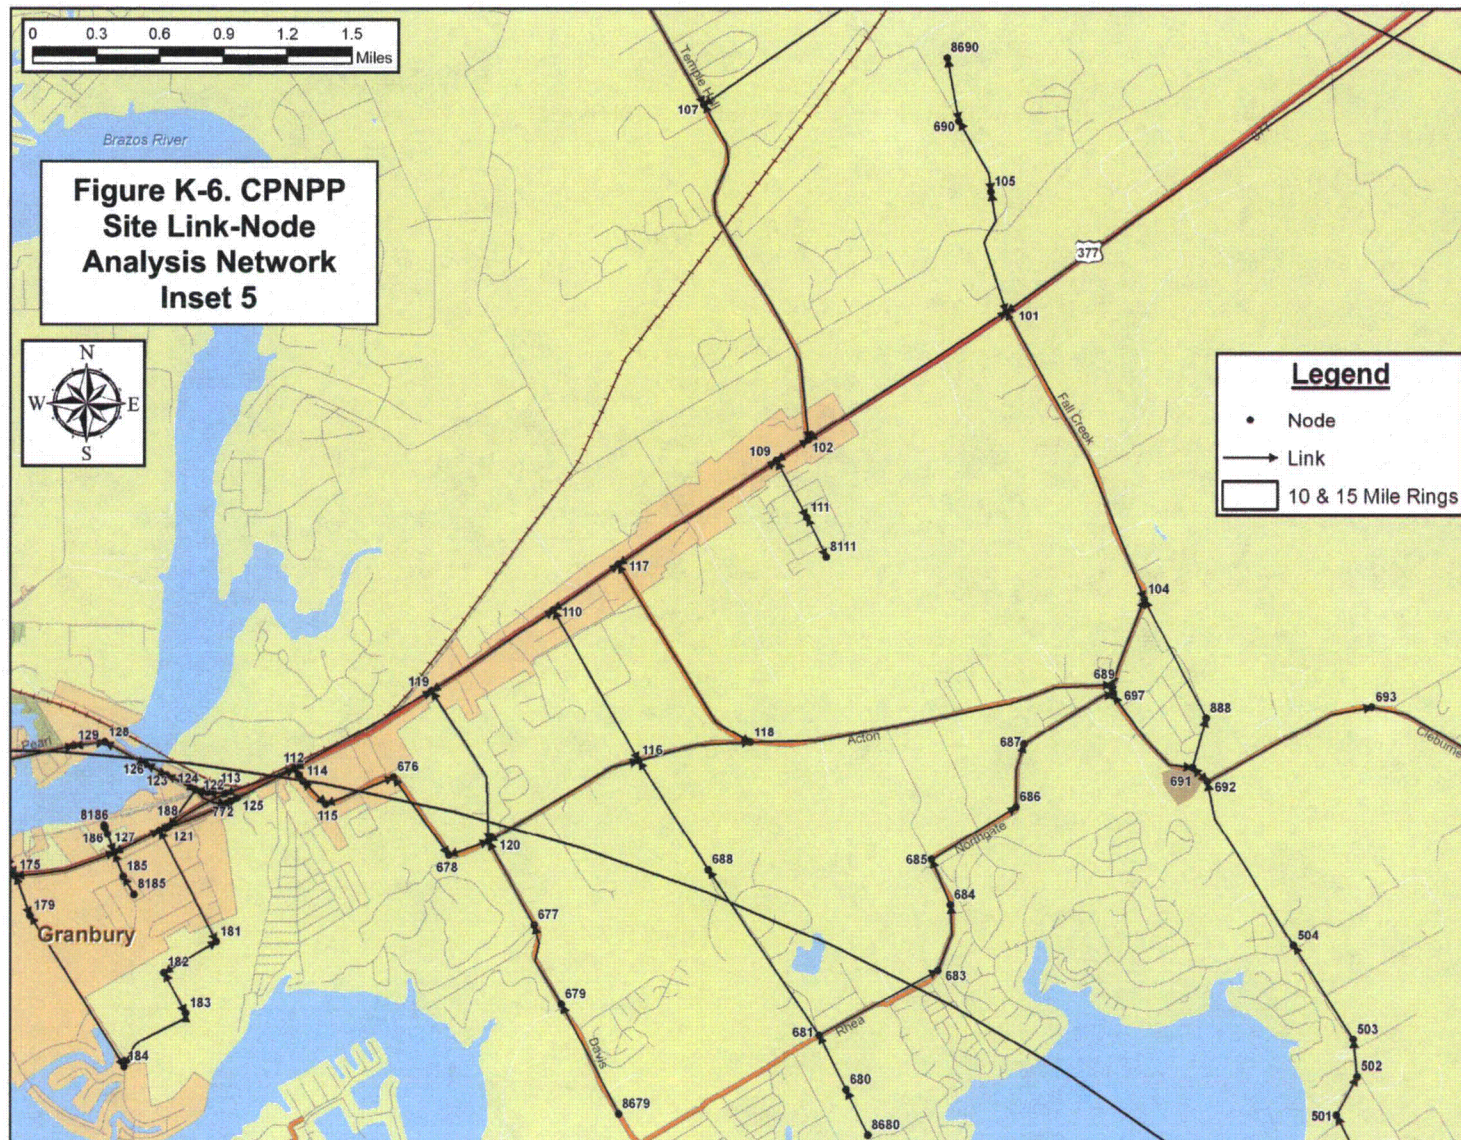 0 0.3 0.6 0.9 1.2 1.5
Miles
Brazos River
Figure K-6. CPNPP
Site Link-Node
Analysis Network
Inset 5
N
W E
S
Temple Hall
107
8690
690
105
377
377
101
Legend
Node
Link
10 & 15 Mile Rings
Fall Creek
109
102
111
8111
117
110
104
119
689
697
693
888
118
Acton
116
687
Cleburne
Pearl
129
128
126
123
124
122
113
112
114
676
691
692
188
772
125
115
686
8186
186
127
121
120
678
Northgate
685
175
185
8185
688
684
179
677
Granbury
181
504
182
683
679
183
681
Rhea
503
Davis
184
680
502
8679
8680
501